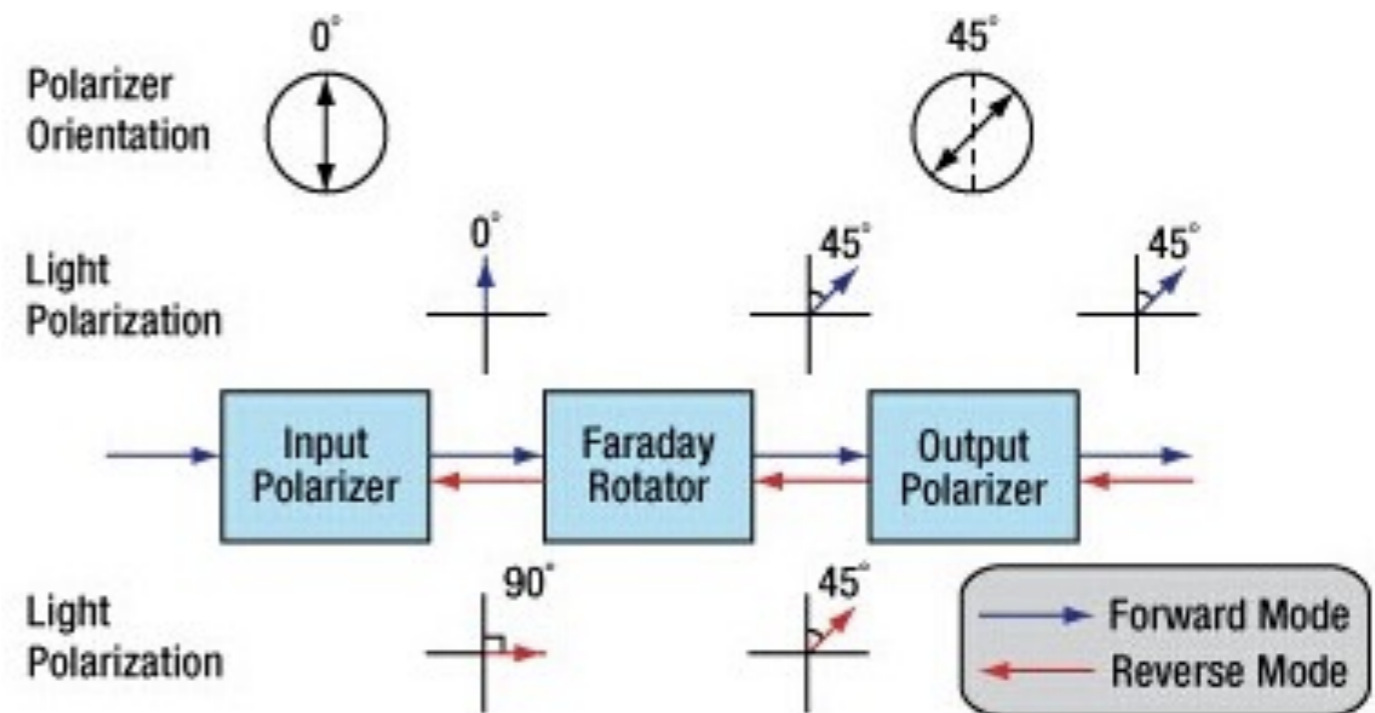 0°
45°
Polarizer
Orientation
0°
45°
45°
Light
Polarization
Input
Polarizer
Faraday
Rotator
Output
Polarizer
90°
45°
Light
Polarization
Forward Mode
Reverse Mode